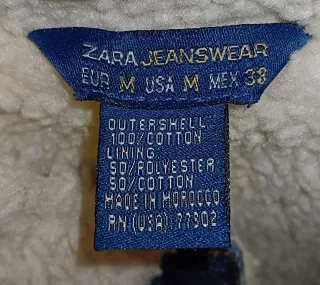 ZARA JEANSWEAR
EUR M USA M MEX 38
OUTERSHELL
100/COTTON
LINING
50/POLYESTER
50/COTTON
MADE IN MOROCCO
RN (USA): 77302